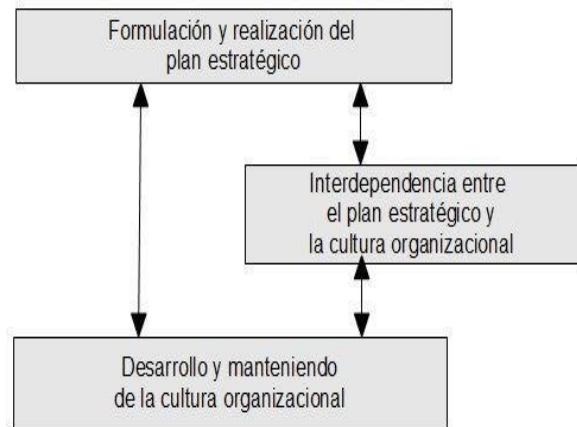 Formulación y realización del
plan estratégico
Interdependencia entre
el plan estratégico y
la cultura organizacional
Desarrollo y manteniendo
de la cultura organizacional